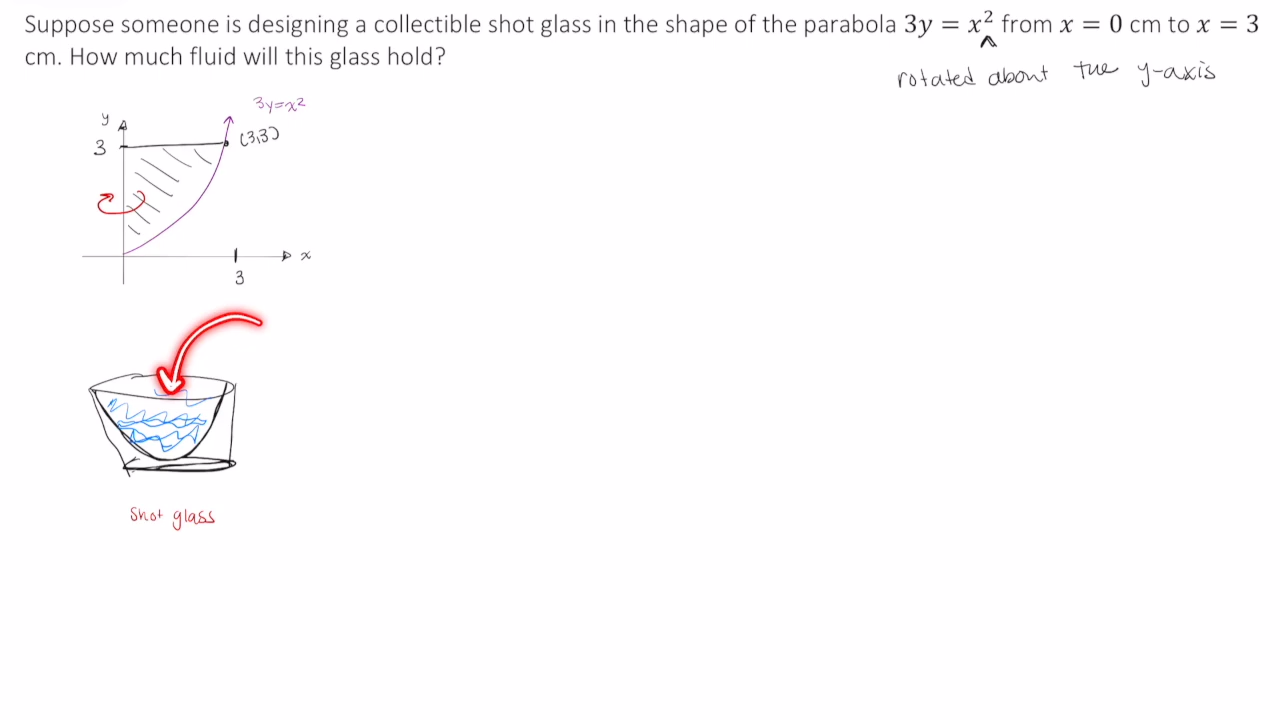 Suppose someone is designing a collectible shot glass in the shape of the parabola 3𝑦 = 𝑥² from 𝑥 = 0 cm to 𝑥 = 3
cm. How much fluid will this glass hold?
rotated about the y-axis
3y=x²
y
3
(3,3)
x
3
Shot glass